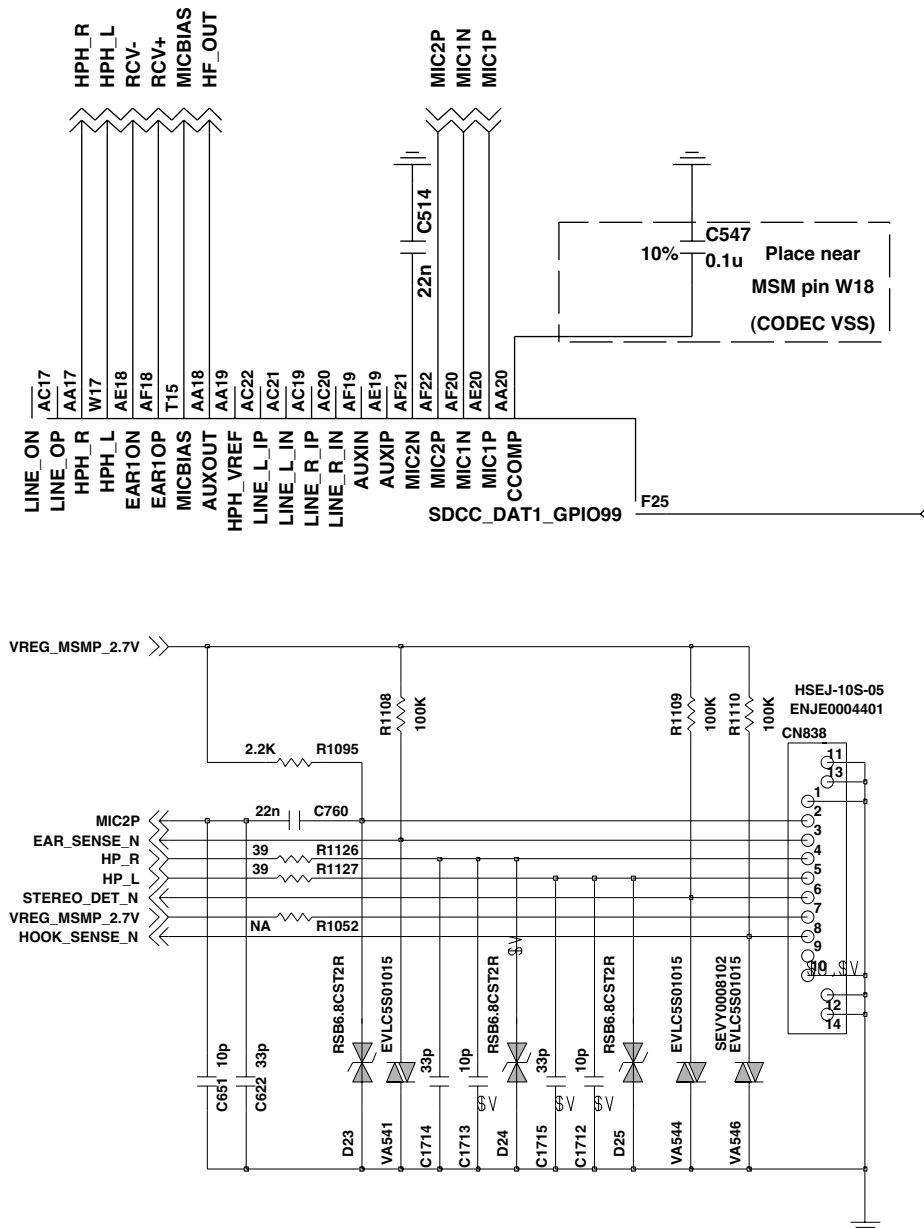 HPH_R
HPH_L
RCV-
RCV+
MICBIAS
HF_OUT
MIC2P
MIC1N
MIC1P
C514
22n
C547
10%
0.1u
Place near
MSM pin W18
(CODEC VSS)
AC17
AA17
W17
AE18
AF18
T15
AA18
AA19
AC22
AC21
AC19
AC20
AF19
AE19
AF21
AF22
AF20
AE20
AA20
LINE_ON
LINE_OP
HPH_R
HPH_L
EAR1ON
EAR1OP
MICBIAS
AUXOUT
HPH_VREF
LINE_L_IP
LINE_L_IN
LINE_R_IP
LINE_R_IN
AUXIN
AUXIP
MIC2N
MIC2P
MIC1N
MIC1P
CCOMP
F25
SDCC_DAT1_GPIO99
VREG_MSMP_2.7V
R1108
100K
R1109
100K
R1110
100K
HSEJ-10S-05
ENJE0004401
CN838
2.2K R1095
11
13
1
MIC2P 22n C760 2
EAR_SENSE_N 3
HP_R 39 R1126 4
HP_L 39 R1127 5
STEREO_DET_N 6
VREG_MSMP_2.7V NA R1052 7
HOOK_SENSE_N 8
9
10
12
14
$V
RSB6.8CST2R
EVLC5S01015
RSB6.8CST2R
RSB6.8CST2R
EVLC5S01015
SEVY0008102
EVLC5S01015
10p
33p
33p
10p
33p
10p
$V
$V
$V
C651
C622
D23
VA541
C1714
C1713
D24
C1715
C1712
D25
VA544
VA546